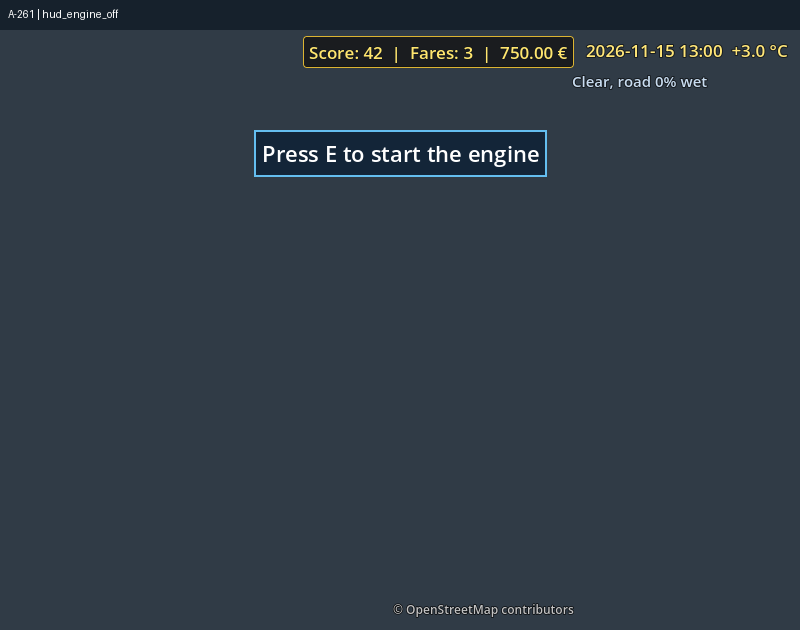 A-261 | hud_engine_off
Score: 42 | Fares: 3 | 750.00 €
2026-11-15 13:00 +3.0 °C
Clear, road 0% wet
Press E to start the engine
© OpenStreetMap contributors